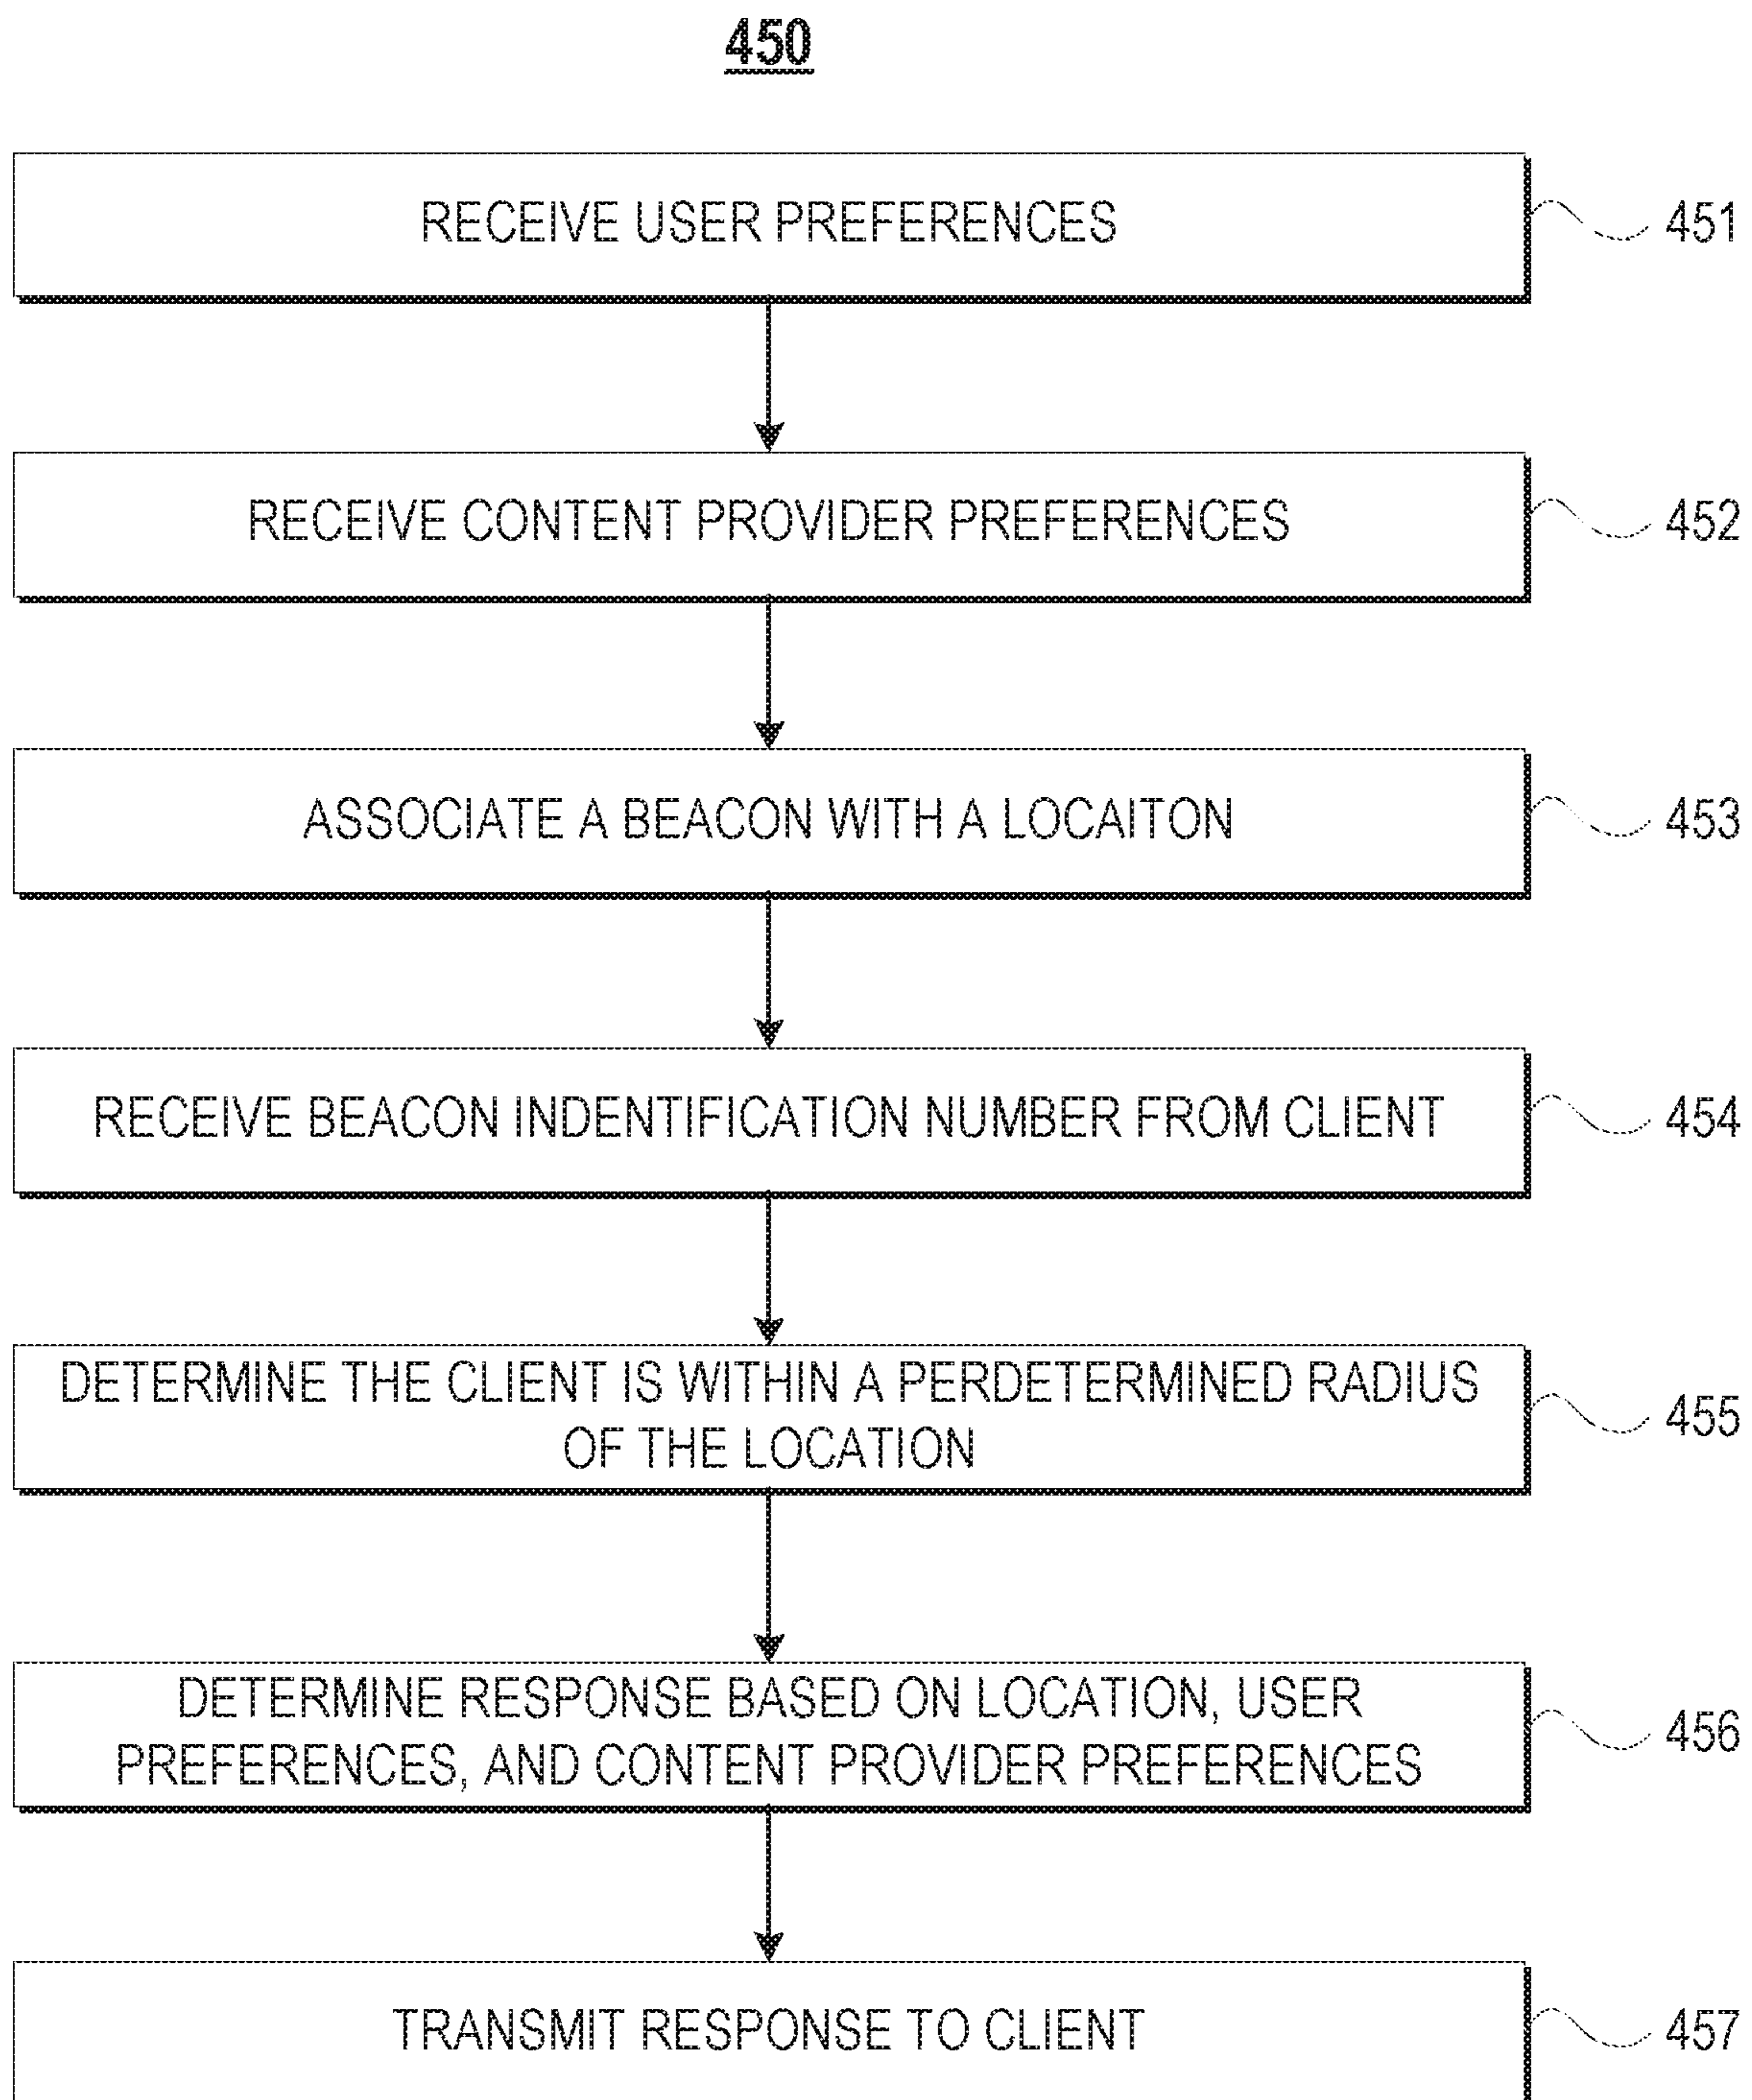 450
RECEIVE USER PREFERENCES
451
RECEIVE CONTENT PROVIDER PREFERENCES
452
ASSOCIATE A BEACON WITH A LOCAITON
453
RECEIVE BEACON INDENTIFICATION NUMBER FROM CLIENT
454
DETERMINE THE CLIENT IS WITHIN A PERDETERMINED RADIUS
OF THE LOCATION
455
DETERMINE RESPONSE BASED ON LOCATION, USER
PREFERENCES, AND CONTENT PROVIDER PREFERENCES
456
TRANSMIT RESPONSE TO CLIENT
457